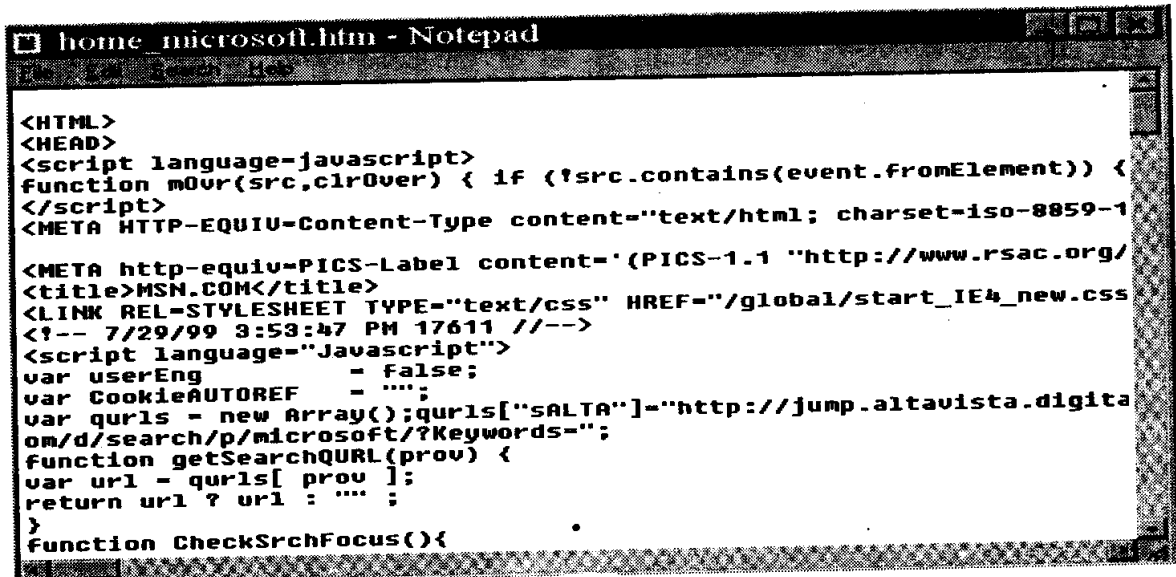 home_microsoft.htm - Notepad
File Edit Search Help
<HTML>
<HEAD>
<script language=javascript>
function mOvr(src,clrOver) { if (!src.contains(event.fromElement)) {
</script>
<META HTTP-EQUIV=Content-Type content="text/html; charset=iso-8859-1
<META http-equiv=PICS-Label content='(PICS-1.1 "http://www.rsac.org/
<title>MSN.COM</title>
<LINK REL=STYLESHEET TYPE="text/css" HREF="/global/start_IE4_new.css
<!-- 7/29/99 3:53:47 PM 17611 //-->
<script language="Javascript">
var userEng = false;
var CookieAUTOREF = "";
var qurls = new Array();qurls["sALTA"]="http://jump.altavista.digita
om/d/search/p/microsoft/?Keywords=";
function getSearchQURL(prov) {
var url = qurls[ prov ];
return url ? url : "" ;
}
function CheckSrchFocus(){